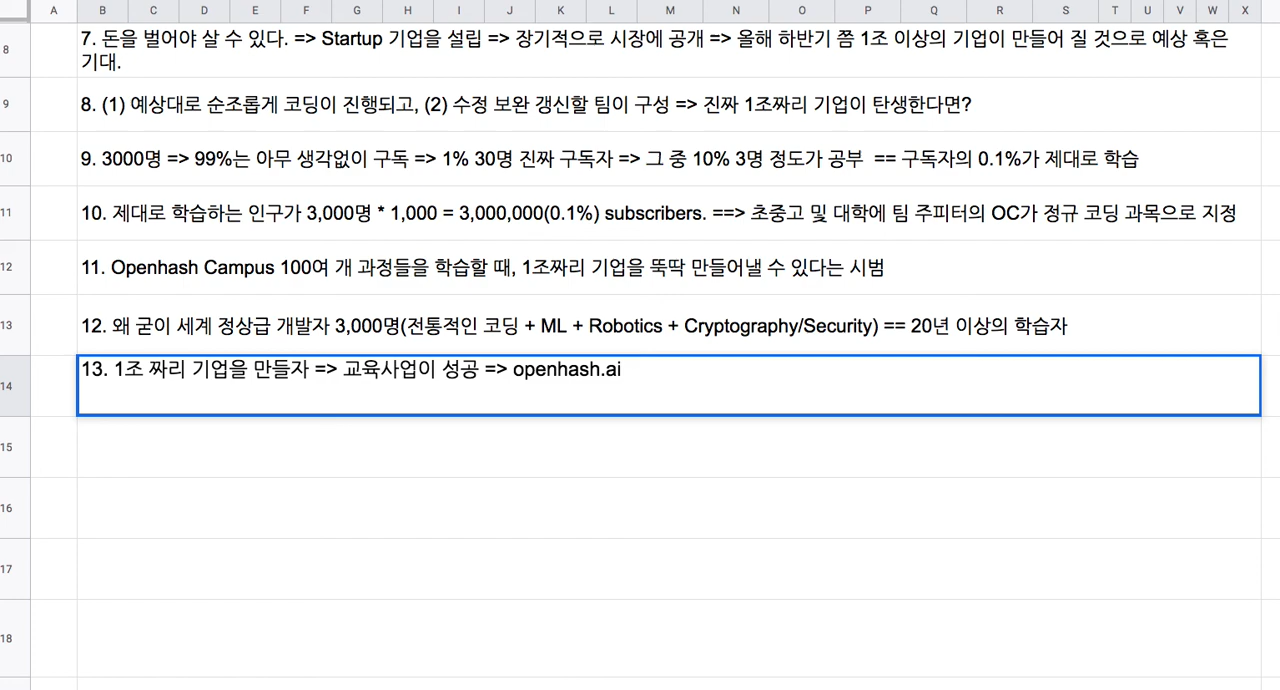 A B C D E F G H I J K L M N O P Q R S T U V W X
8 7. 돈을 벌어야 살 수 있다. => Startup 기업을 설립 => 장기적으로 시장에 공개 => 올해 하반기 쯤 1조 이상의 기업이 만들어 질 것으로 예상 혹은
기대.
9 8. (1) 예상대로 순조롭게 코딩이 진행되고, (2) 수정 보완 갱신할 팀이 구성 => 진짜 1조짜리 기업이 탄생한다면?
10 9. 3000명 => 99%는 아무 생각없이 구독 => 1% 30명 진짜 구독자 => 그 중 10% 3명 정도가 공부 == 구독자의 0.1%가 제대로 학습
11 10. 제대로 학습하는 인구가 3,000명 * 1,000 = 3,000,000(0.1%) subscribers. ==> 초중고 및 대학에 팀 주피터의 OC가 정규 코딩 과목으로 지정
12 11. Openhash Campus 100여 개 과정들을 학습할 때, 1조짜리 기업을 뚝딱 만들어낼 수 있다는 시범
13 12. 왜 굳이 세계 정상급 개발자 3,000명(전통적인 코딩 + ML + Robotics + Cryptography/Security) == 20년 이상의 학습자
14 13. 1조 짜리 기업을 만들자 => 교육사업이 성공 => openhash.ai
15
16
17
18